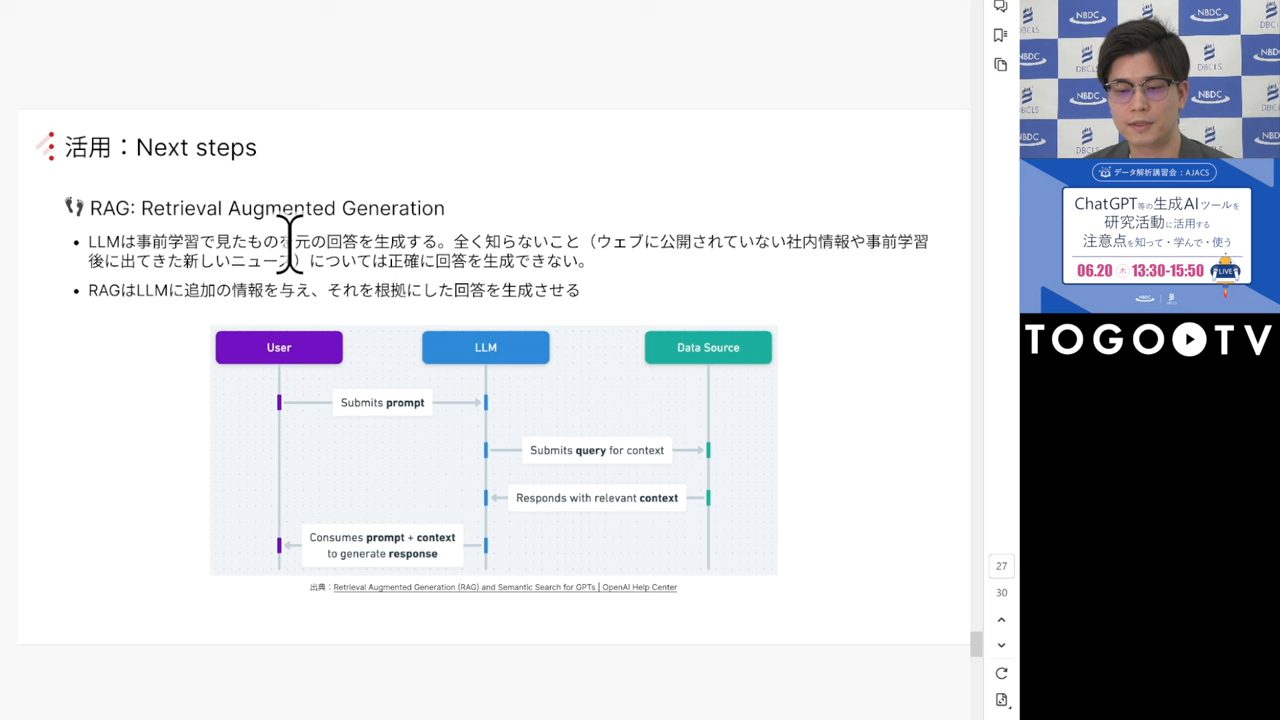 活用：Next steps
RAG: Retrieval Augmented Generation
LLMは事前学習で見たものを元の回答を生成する。全く知らないこと（ウェブに公開されていない社内情報や事前学習
後に出てきた新しいニュース）については正確に回答を生成できない。
RAGはLLMに追加の情報を与え、それを根拠にした回答を生成させる
User
LLM
Data Source
Submits prompt
Submits query for context
Responds with relevant context
Consumes prompt + context
to generate response
出典：Retrieval Augmented Generation (RAG) and Semantic Search for GPTs | OpenAI Help Center
27
30
NBDC
NBDC
DBCLS
DBCLS
NBDC
NBDC
DBCLS
データ解析講習会：AJACS
ChatGPT等の生成AIツールを
研究活動に活用する
注意点を知って・学んで・使う
06.20 木 13:30-15:50
LIVE
NBDC
TOGO TV